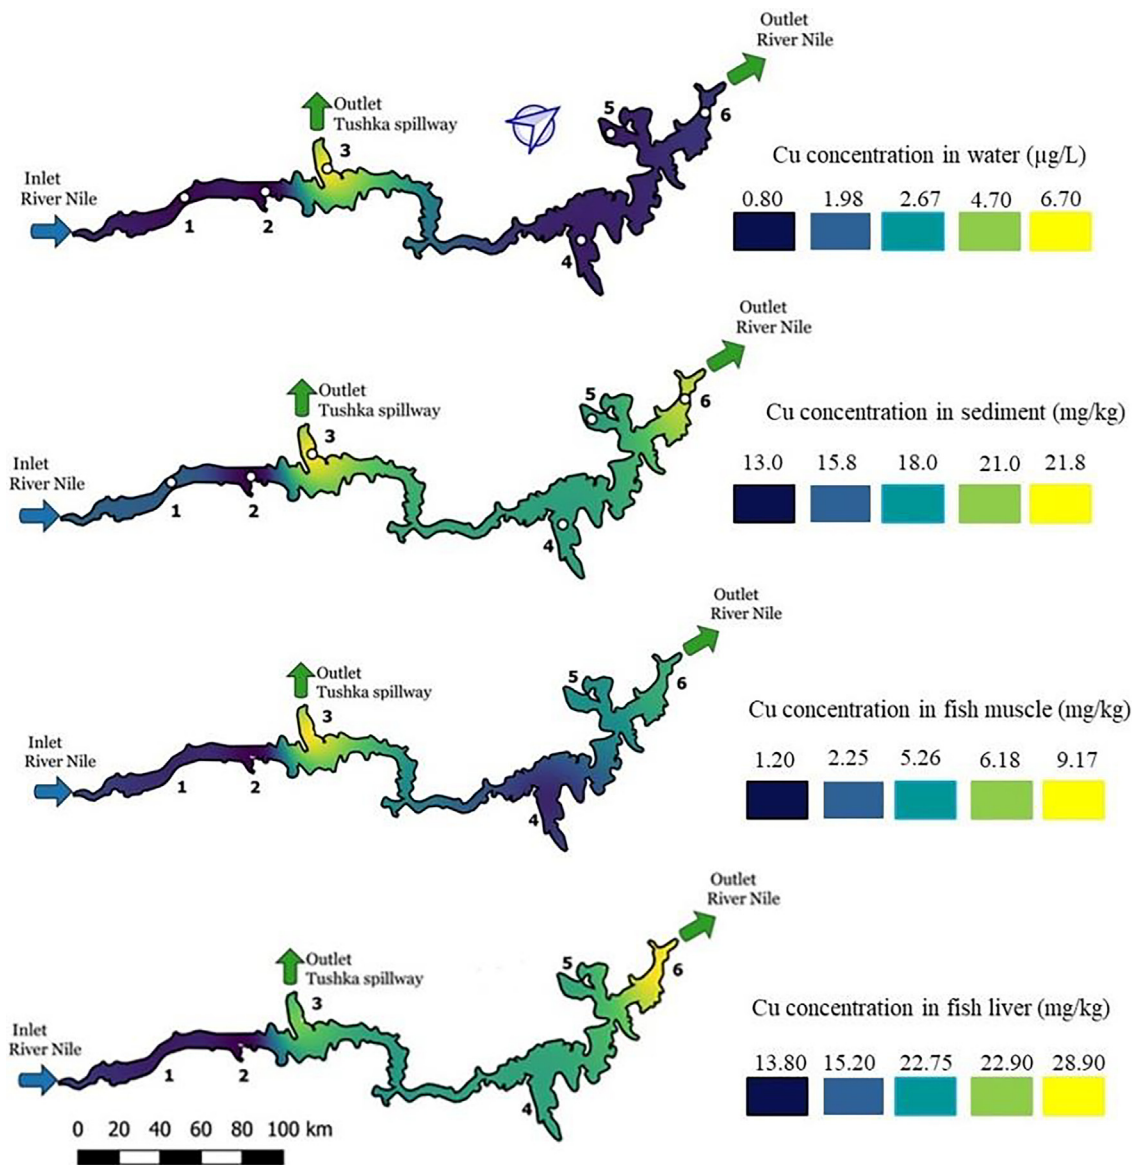 Outlet
River Nile
Outlet
Tushka spillway
5
6
3
Inlet
River Nile
1
2
4
Cu concentration in water (µg/L)
0.80 1.98 2.67 4.70 6.70
Outlet
River Nile
Outlet
Tushka spillway
5
6
3
Inlet
River Nile
1
2
4
Cu concentration in sediment (mg/kg)
13.0 15.8 18.0 21.0 21.8
Outlet
River Nile
Outlet
Tushka spillway
5
6
3
Inlet
River Nile
1
2
4
Cu concentration in fish muscle (mg/kg)
1.20 2.25 5.26 6.18 9.17
Outlet
River Nile
Outlet
Tushka spillway
5
6
3
Inlet
River Nile
1
2
4
Cu concentration in fish liver (mg/kg)
13.80 15.20 22.75 22.90 28.90
0 20 40 60 80 100 km